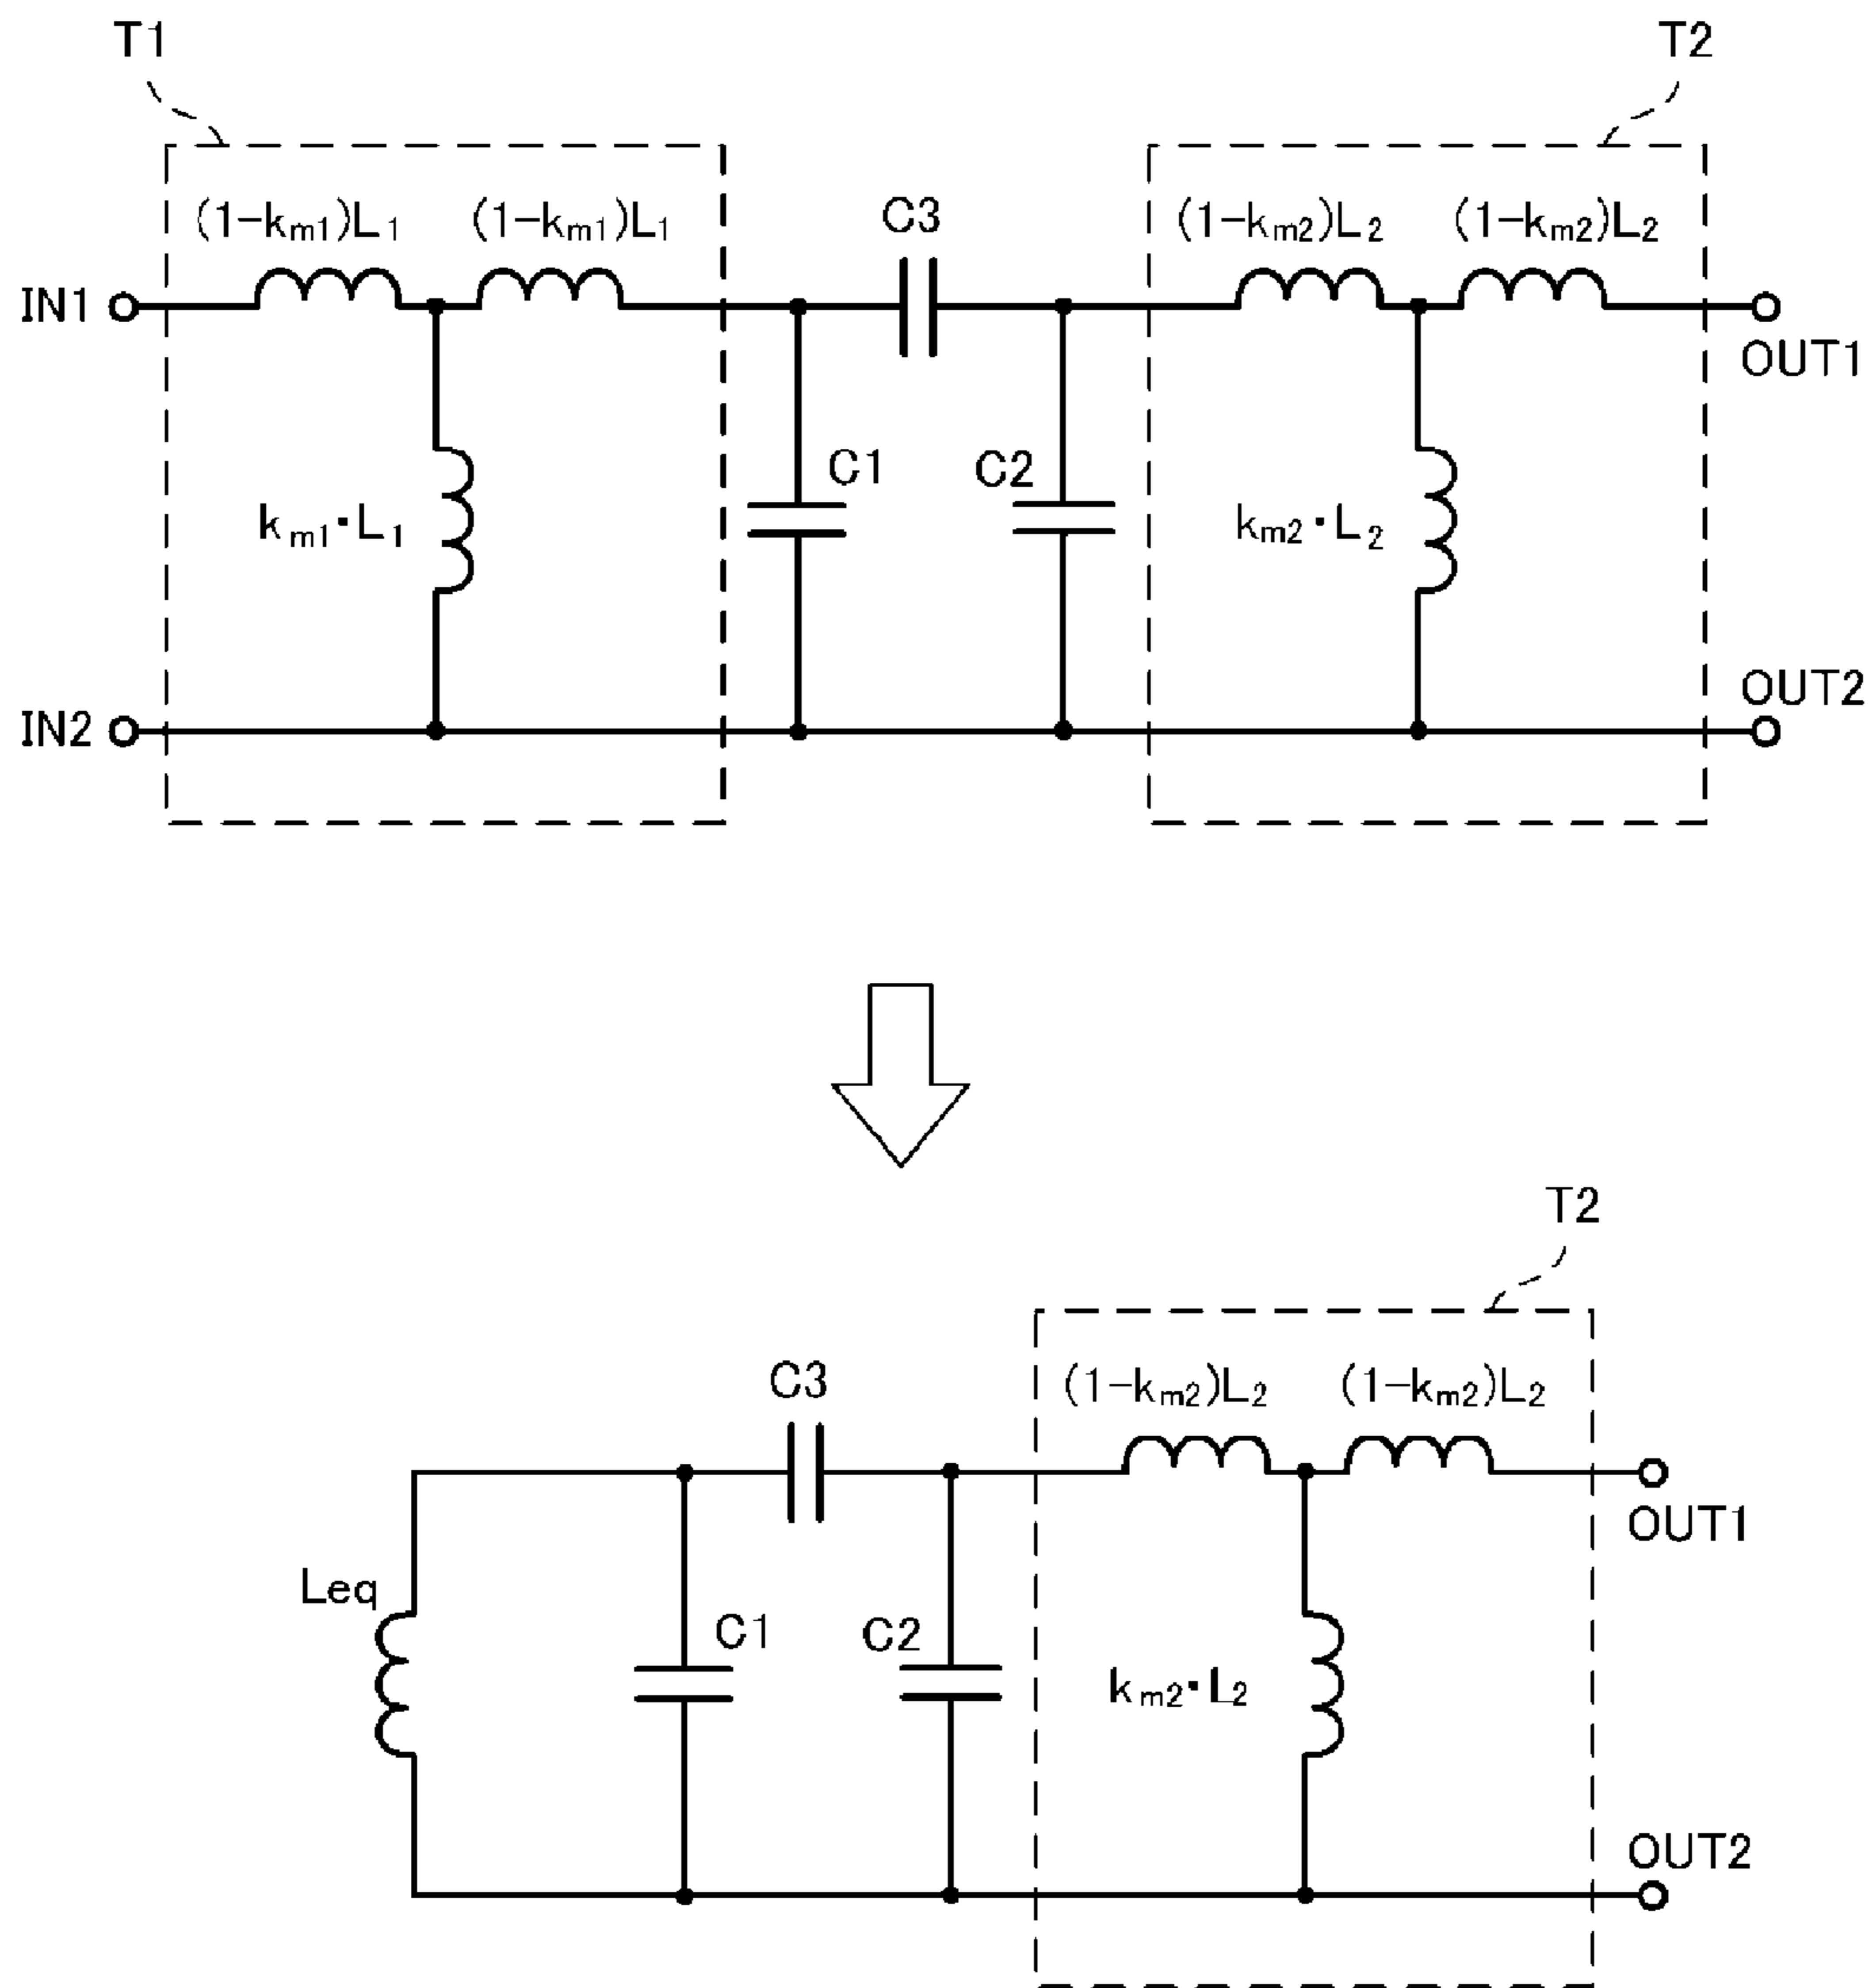 T1
T2
(1-km1)L1
(1-km1)L1
C3
(1-km2)L2
(1-km2)L2
IN1
OUT1
km1·L1
C1
C2
km2·L2
IN2
OUT2
T2
C3
(1-km2)L2
(1-km2)L2
OUT1
Leq
C1
C2
km2·L2
OUT2